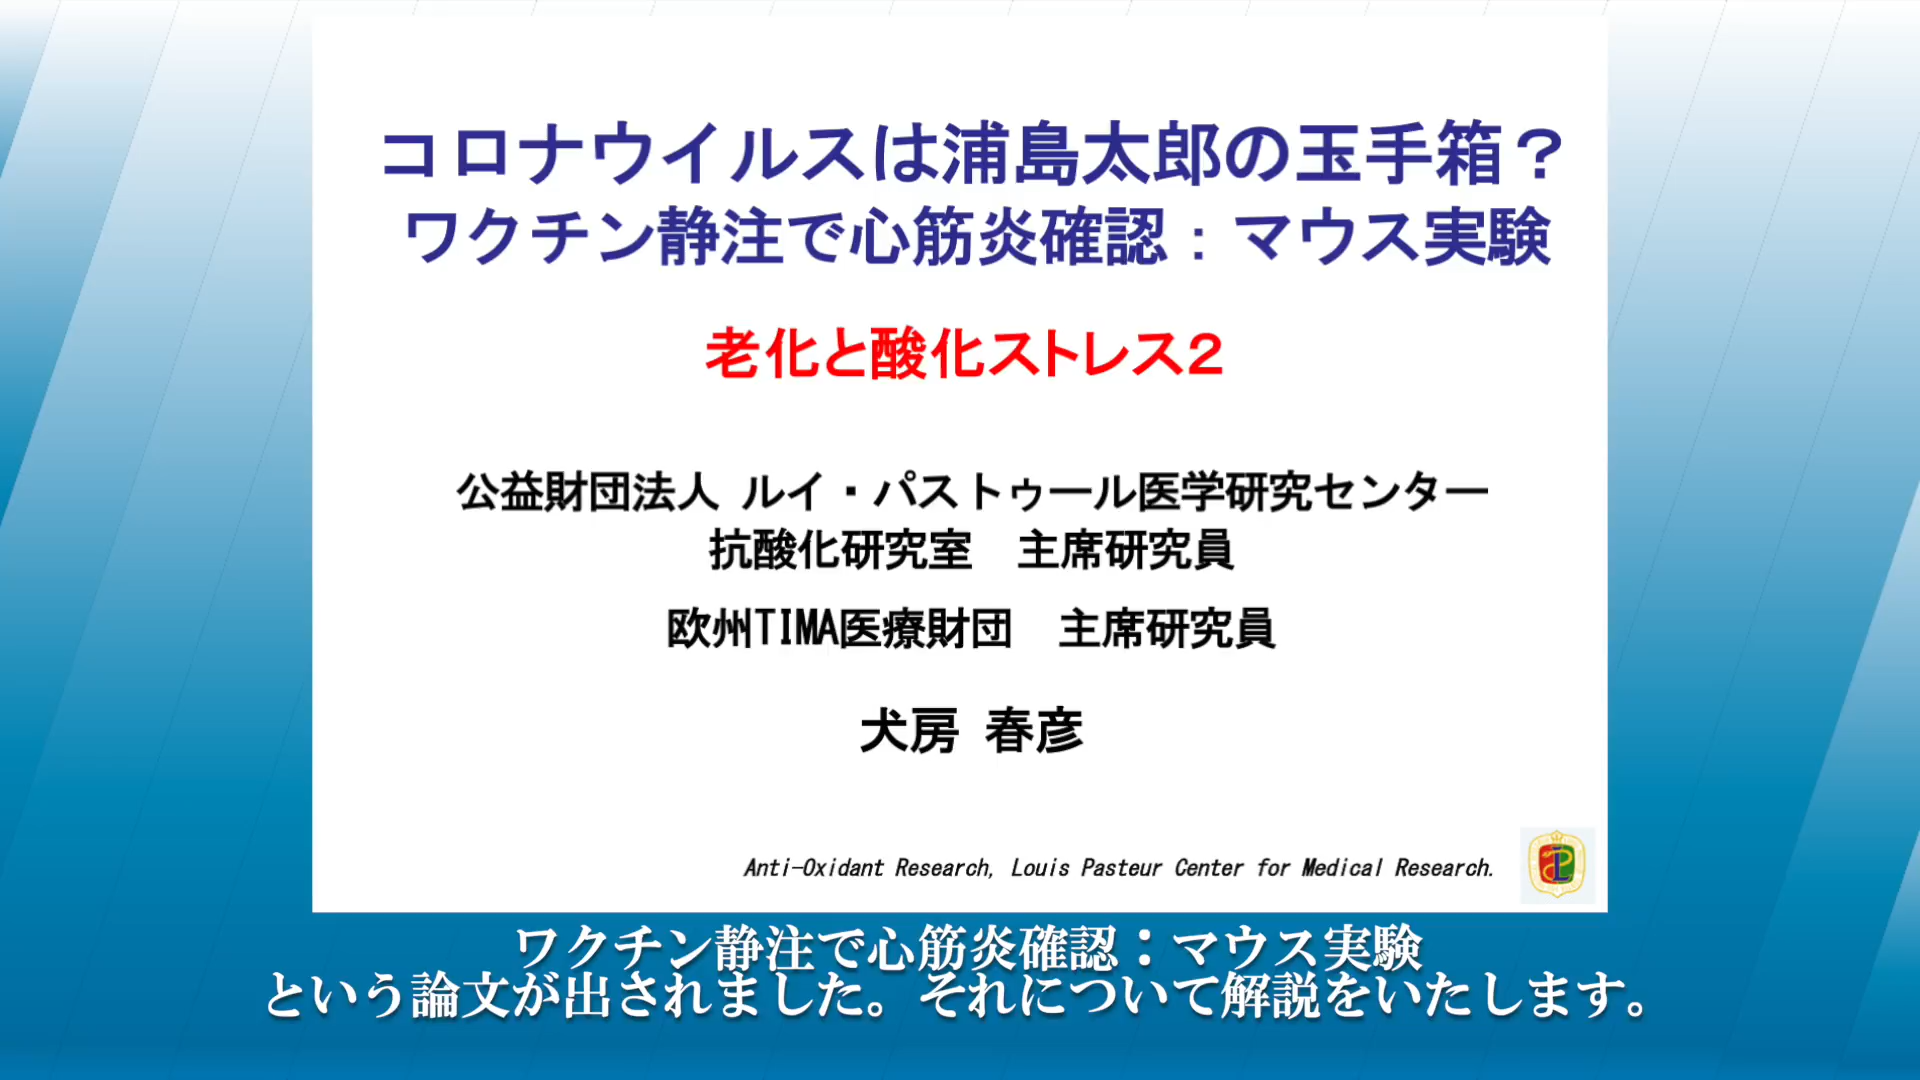 コロナウイルスは浦島太郎の玉手箱？
ワクチン静注で心筋炎確認：マウス実験
老化と酸化ストレス2
公益財団法人 ルイ・パストゥール医学研究センター
抗酸化研究室　主席研究員
欧州TIMA医療財団　主席研究員
犬房 春彦
Anti-Oxidant Research, Louis Pasteur Center for Medical Research.
ワクチン静注で心筋炎確認：マウス実験
という論文が出されました。それについて解説をいたします。